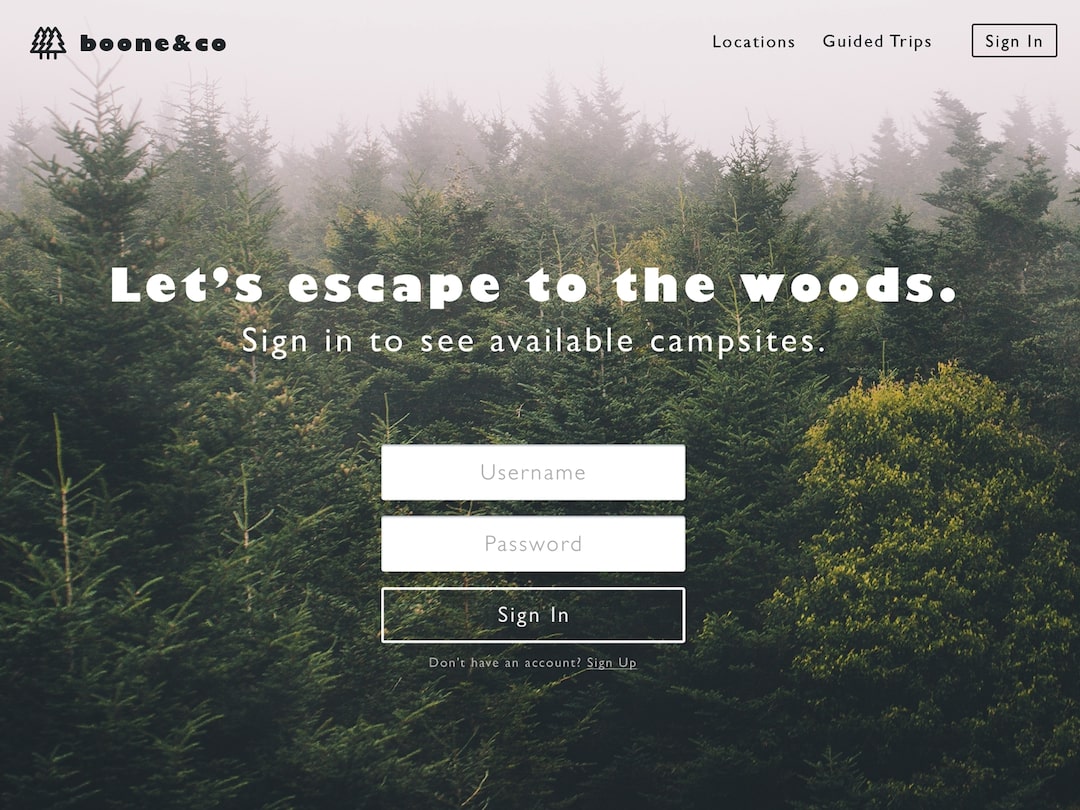 boone&co
Locations Guided Trips Sign In
Let's escape to the woods.
Sign in to see available campsites.
Username
Password
Sign In
Don't have an account? Sign Up